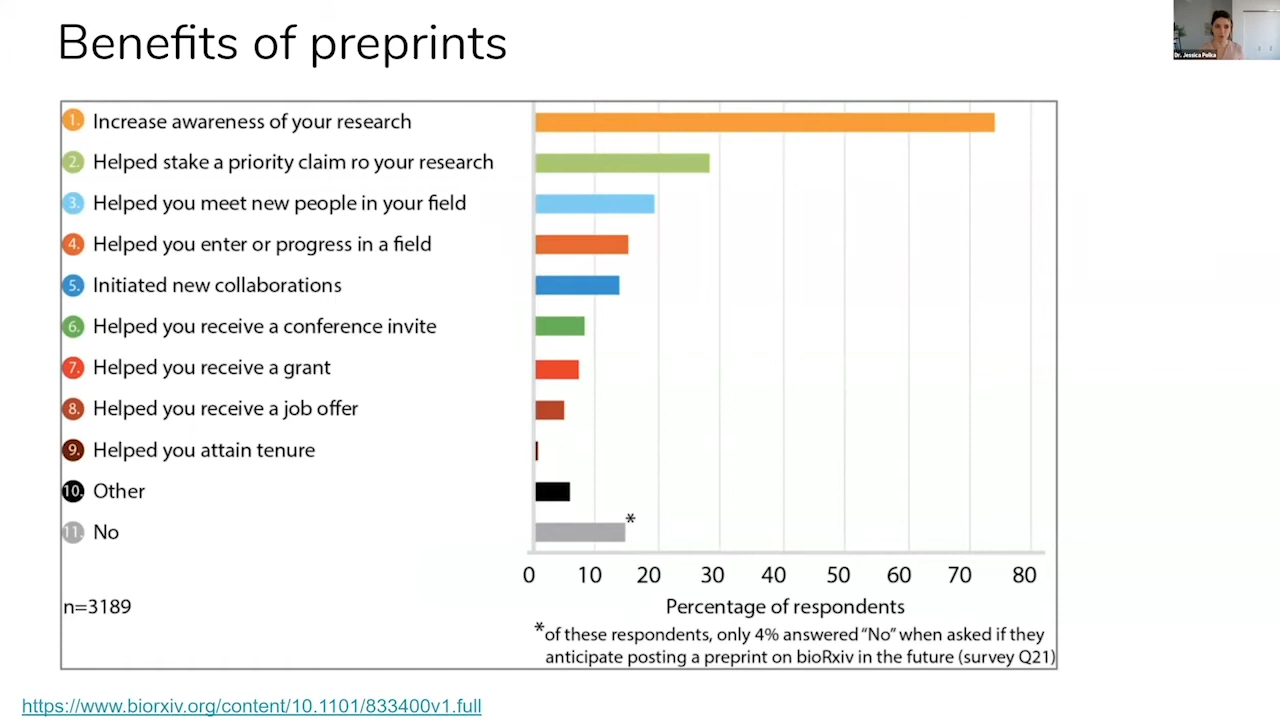 Benefits of preprints
Dr. Jessica Polka
1. Increase awareness of your research
2. Helped stake a priority claim ro your research
3. Helped you meet new people in your field
4. Helped you enter or progress in a field
5. Initiated new collaborations
6. Helped you receive a conference invite
7. Helped you receive a grant
8. Helped you receive a job offer
9. Helped you attain tenure
10. Other
11. No
*
0 10 20 30 40 50 60 70 80
n=3189
Percentage of respondents
*of these respondents, only 4% answered “No” when asked if they
anticipate posting a preprint on bioRxiv in the future (survey Q21)
https://www.biorxiv.org/content/10.1101/833400v1.full